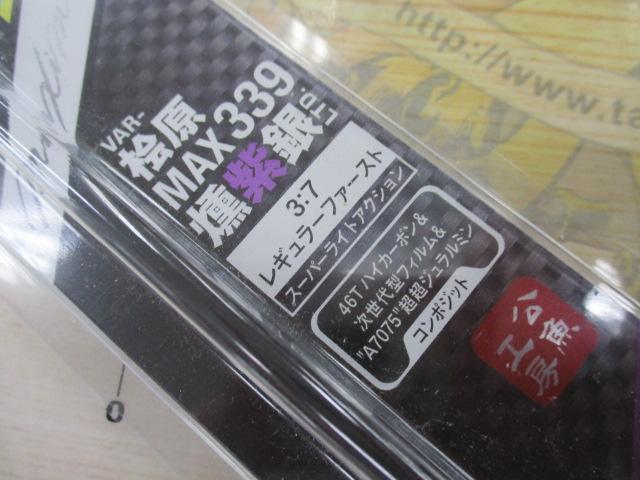 VAR-
桧原
MAX339
燻紫銀
3:7
レギュラーファースト
スーパーライトアクション
46Tハイカーボン&
次世代型フィルム&
"A7075"超超ジュラルミン
コンポジット
公魚
工房
http://www.ta
0